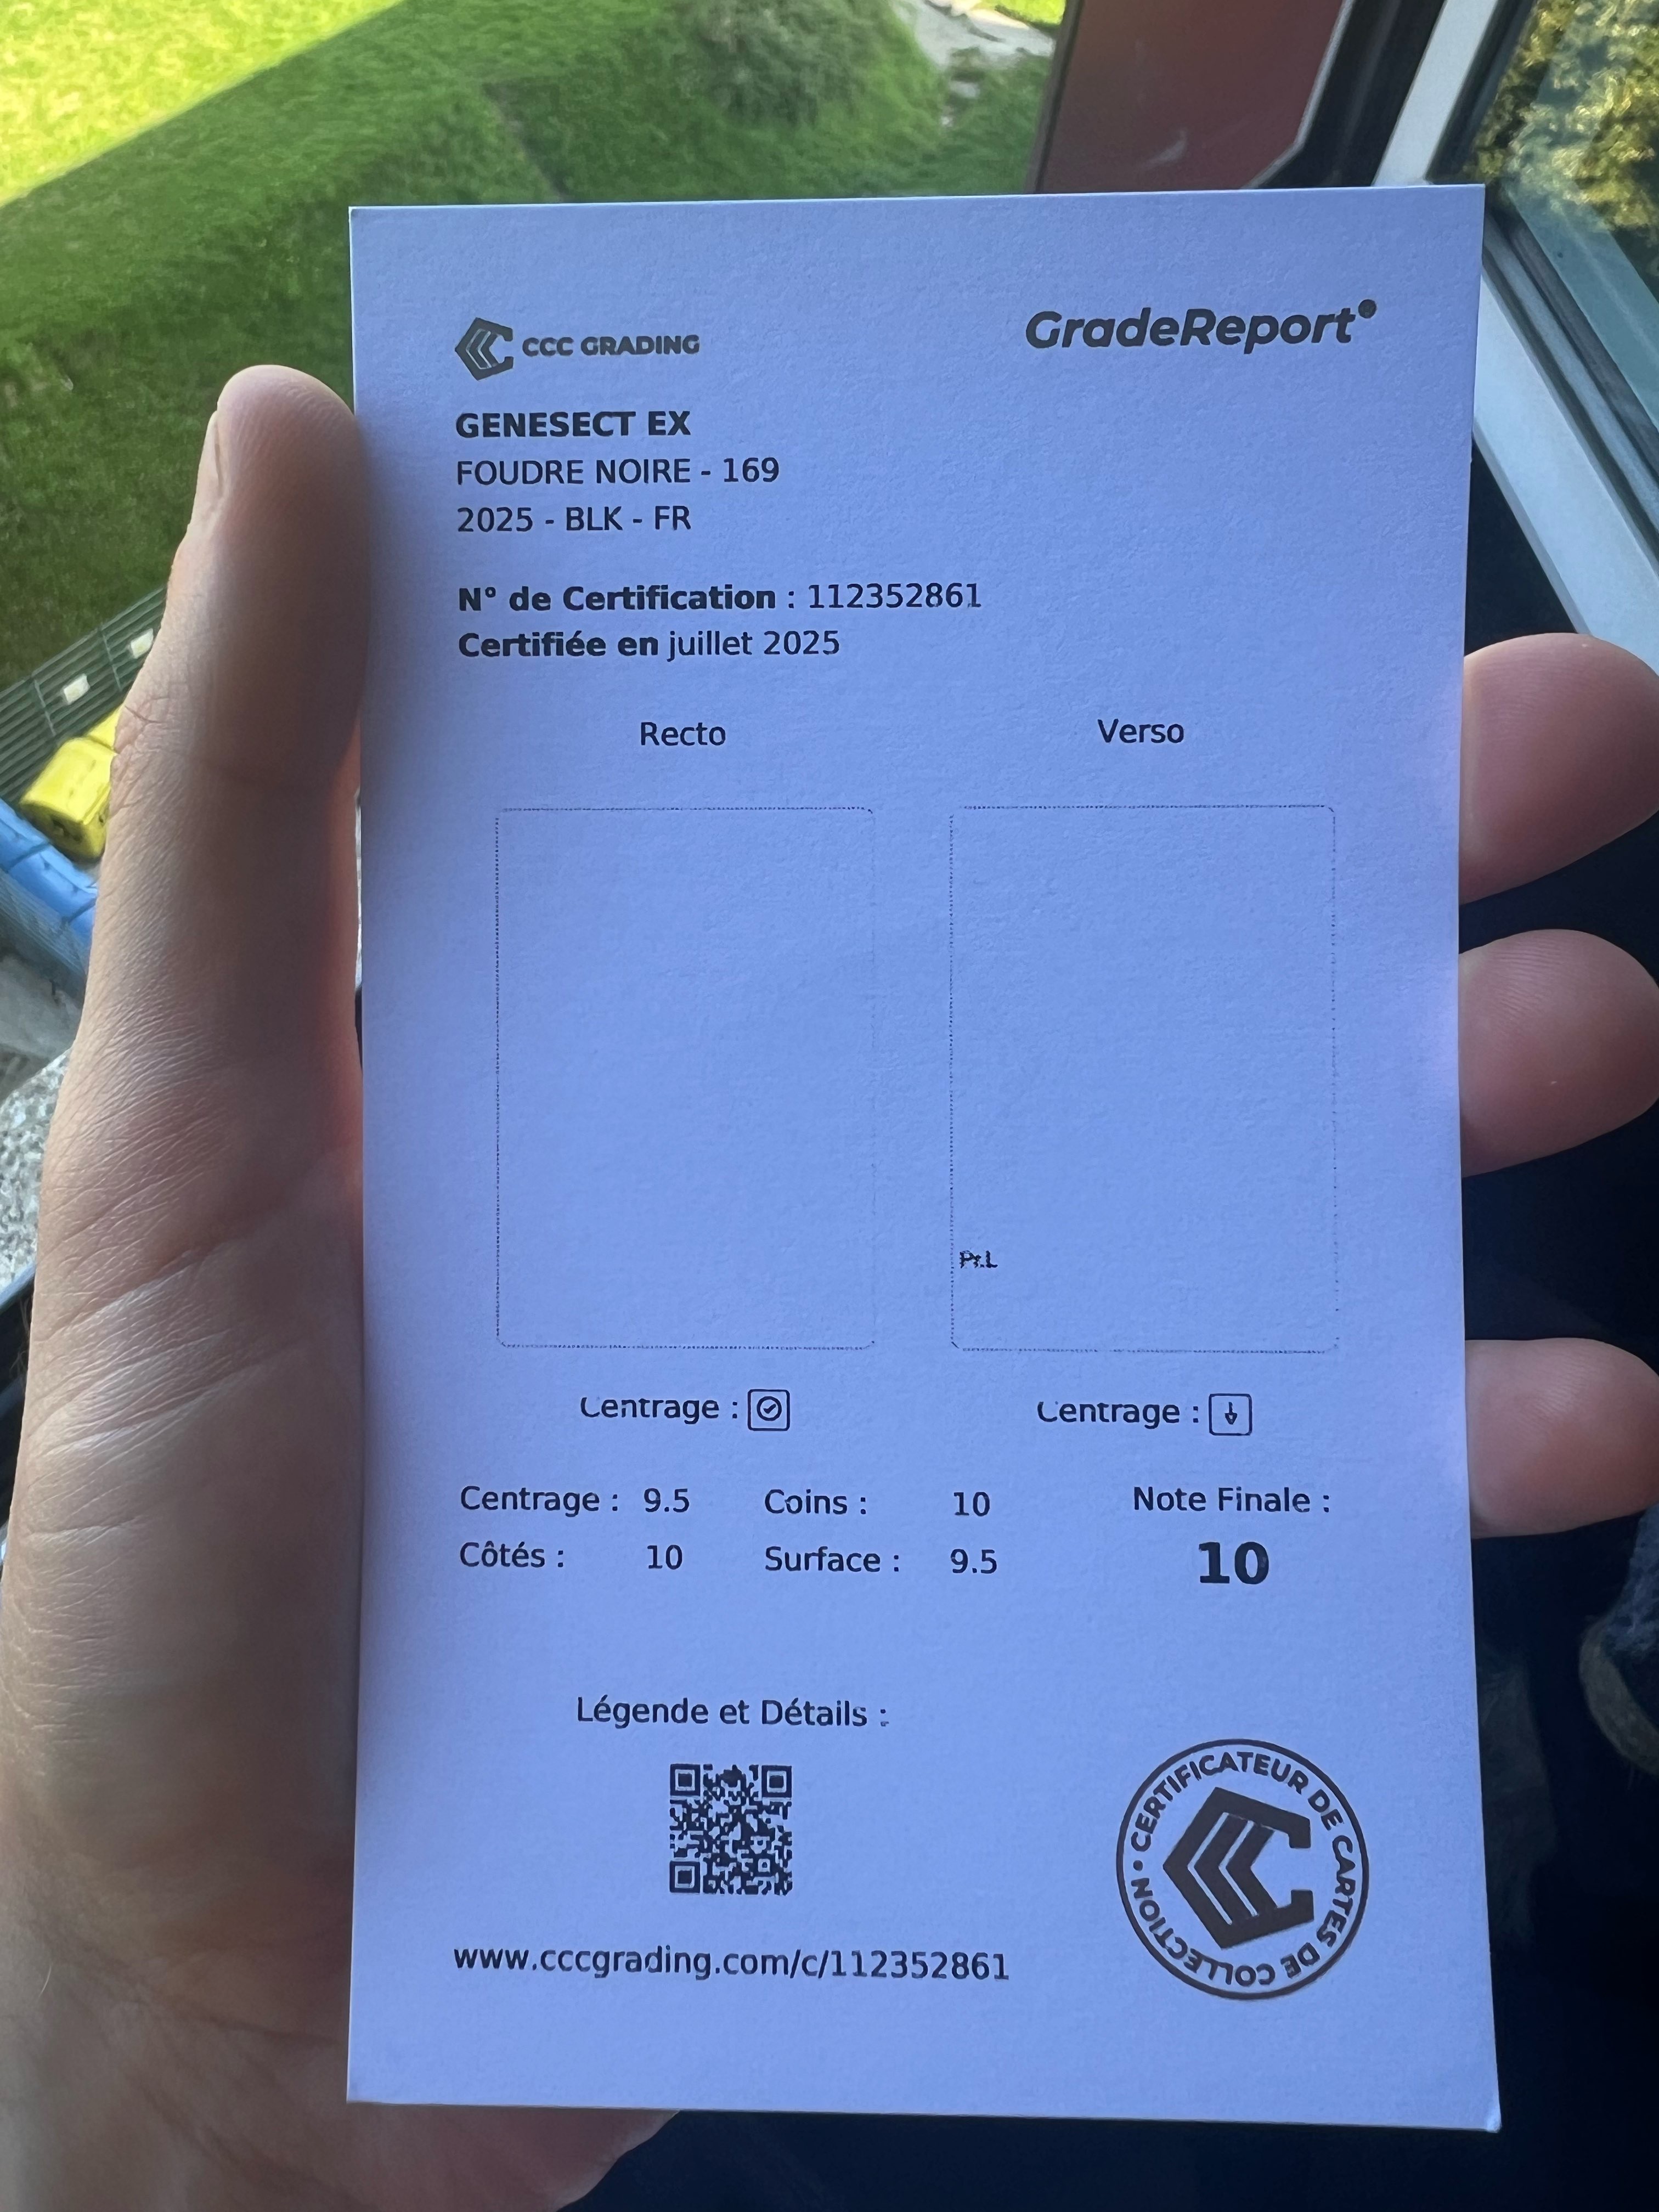 CCC GRADING
GradeReport
GENESECT EX
FOUDRE NOIRE - 169
2025 - BLK - FR
N° de Certification : 112352861
Certifiée en juillet 2025
Recto
Verso
Pt.L
Centrage :
Centrage :
Centrage : 9.5 Coins : 10 Note Finale :
Côtés : 10 Surface : 9.5 10
Légende et Détails :
CERTIFICATEUR DE CARTES DE COLLECTION •
www.cccgrading.com/c/112352861